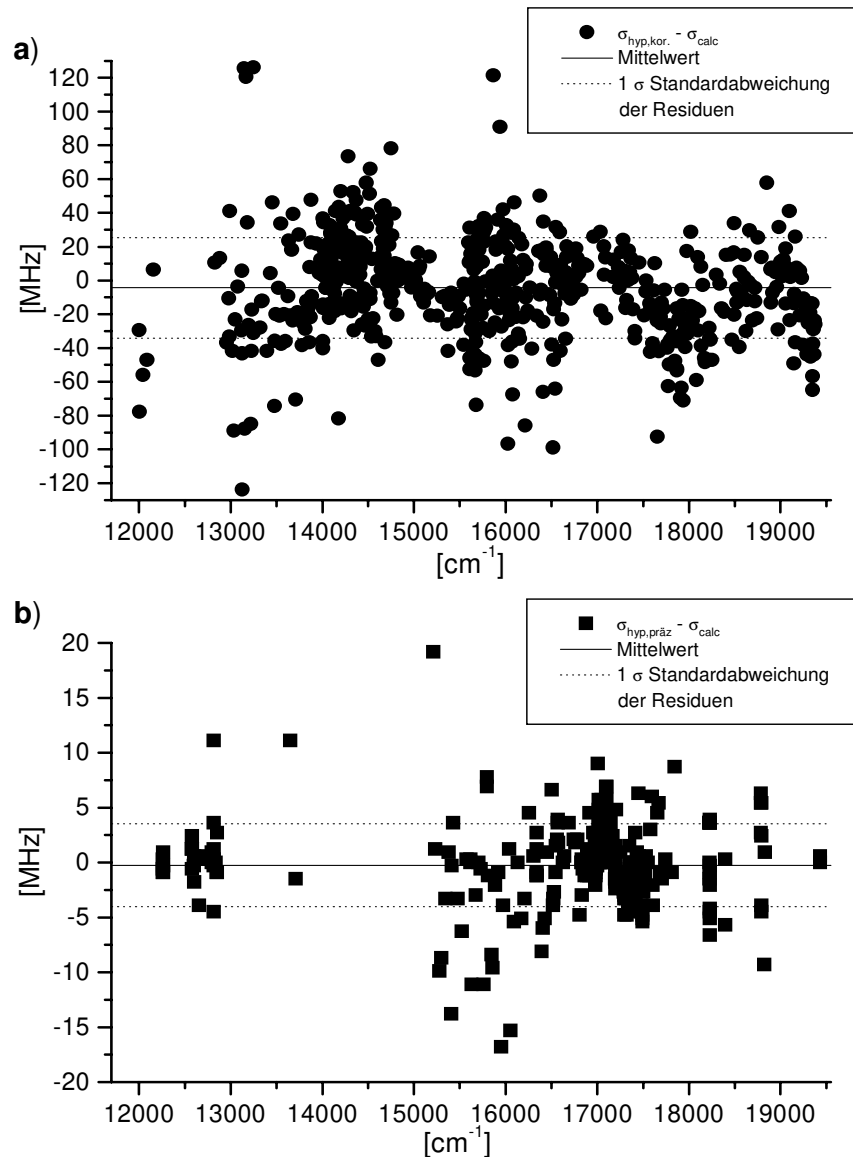 a)
σhyp,kor. - σcalc
Mittelwert
1 σ Standardabweichung
der Residuen
120
100
80
60
40
20
0
-20
-40
-60
-80
-100
-120
[MHz]
12000 13000 14000 15000 16000 17000 18000 19000
[cm-1]
b)
σhyp,präz - σcalc
Mittelwert
1 σ Standardabweichung
der Residuen
20
15
10
5
0
-5
-10
-15
-20
[MHz]
12000 13000 14000 15000 16000 17000 18000 19000
[cm-1]